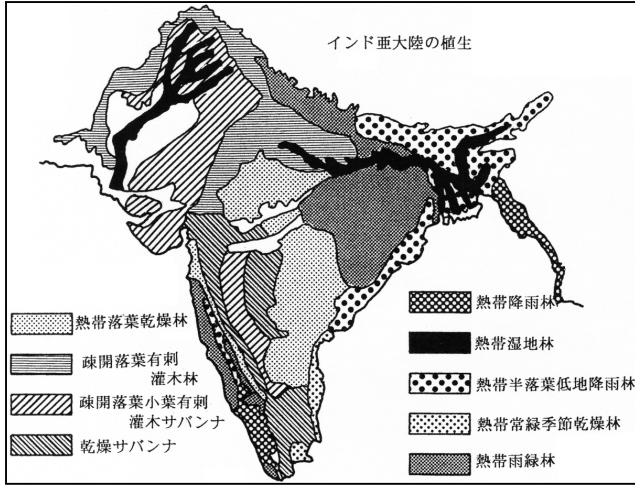 インド亜大陸の植生
熱帯落葉乾燥林
疎開落葉有刺
灌木林
疎開落葉小葉有刺
灌木サバンナ
乾燥サバンナ
熱帯降雨林
熱帯湿地林
熱帯半落葉低地降雨林
熱帯常緑季節乾燥林
熱帯雨緑林